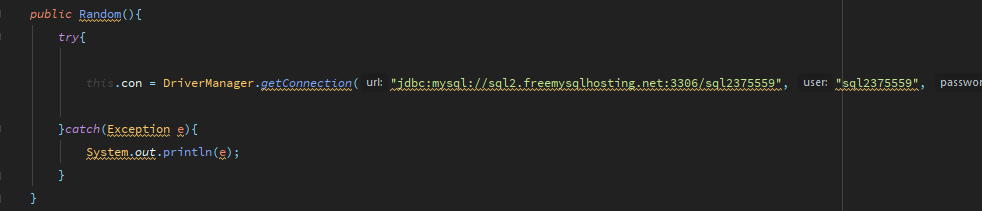 public Random(){
try{
this.con = DriverManager.getConnection( url: "jdbc:mysql://sql2.freemysqlhosting.net:3306/sql2375559", user: "sql2375559", passwor
}catch(Exception e){
System.out.println(e);
}
}